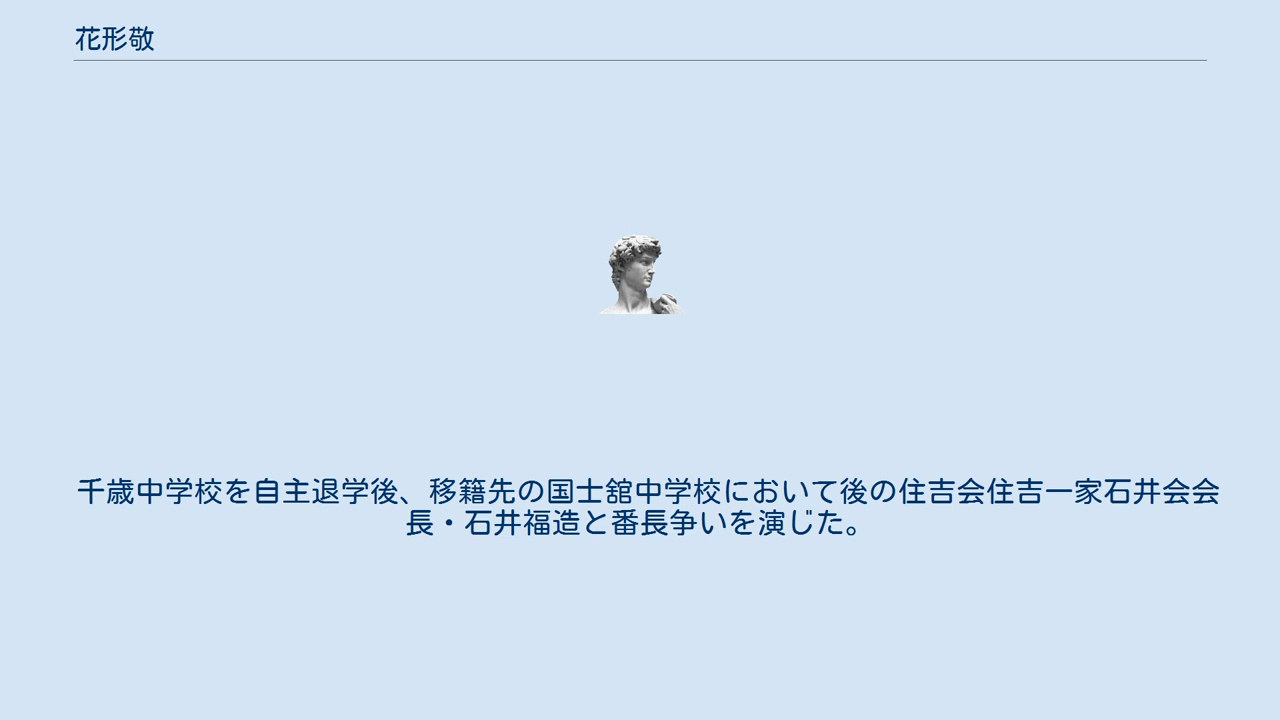 花形敬
千歳中学校を自主退学後、移籍先の国士舘中学校において後の住吉会住吉一家石井会会
長・石井福造と番長争いを演じた。